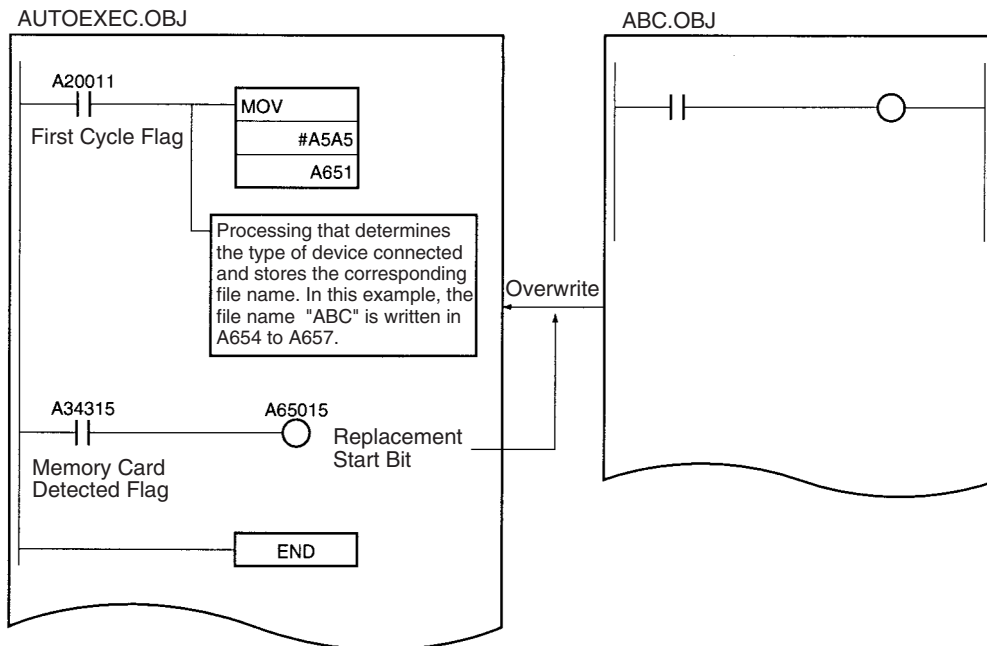 AUTOEXEC.OBJ
A20011
First Cycle Flag
MOV
#A5A5
A651
Processing that determines
the type of device connected
and stores the corresponding
file name. In this example, the
file name "ABC" is written in
A654 to A657.
A34315
Memory Card
Detected Flag
A65015
Replacement
Start Bit
END
Overwrite
ABC.OBJ